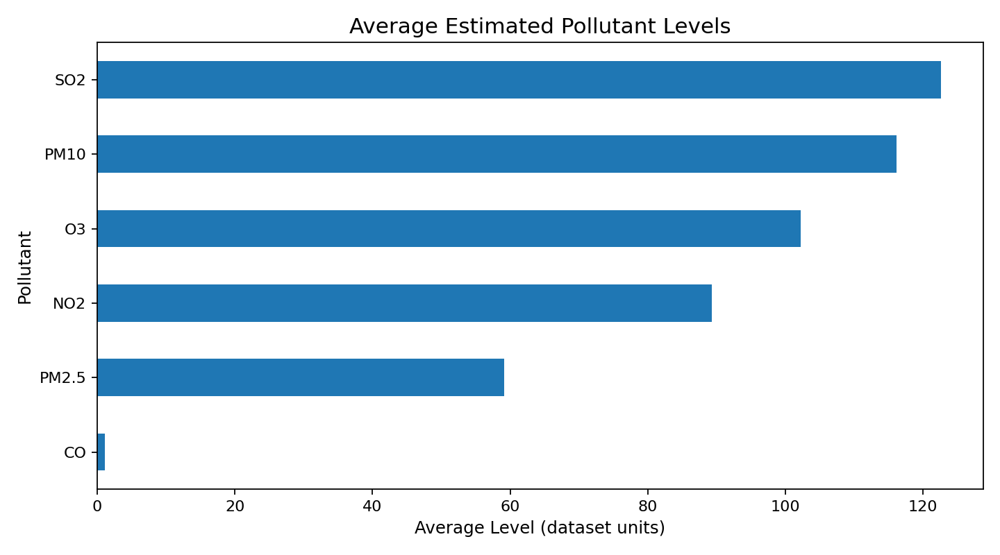 Average Estimated Pollutant Levels
SO2
PM10
O3
NO2
PM2.5
CO
Pollutant
0 20 40 60 80 100 120
Average Level (dataset units)